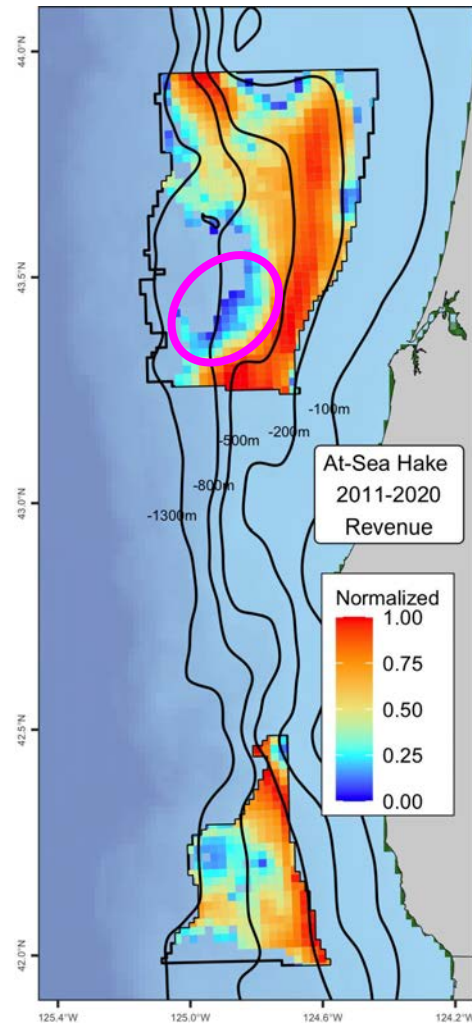 44.0°N
43.5°N
-100m
-200m
-500m
-800m
-1300m
43.0°N
At-Sea Hake
2011-2020
Revenue
Normalized
1.00
0.75
0.50
0.25
0.00
42.5°N
42.0°N
125.4°W
125.0°W
124.6°W
124.2°W